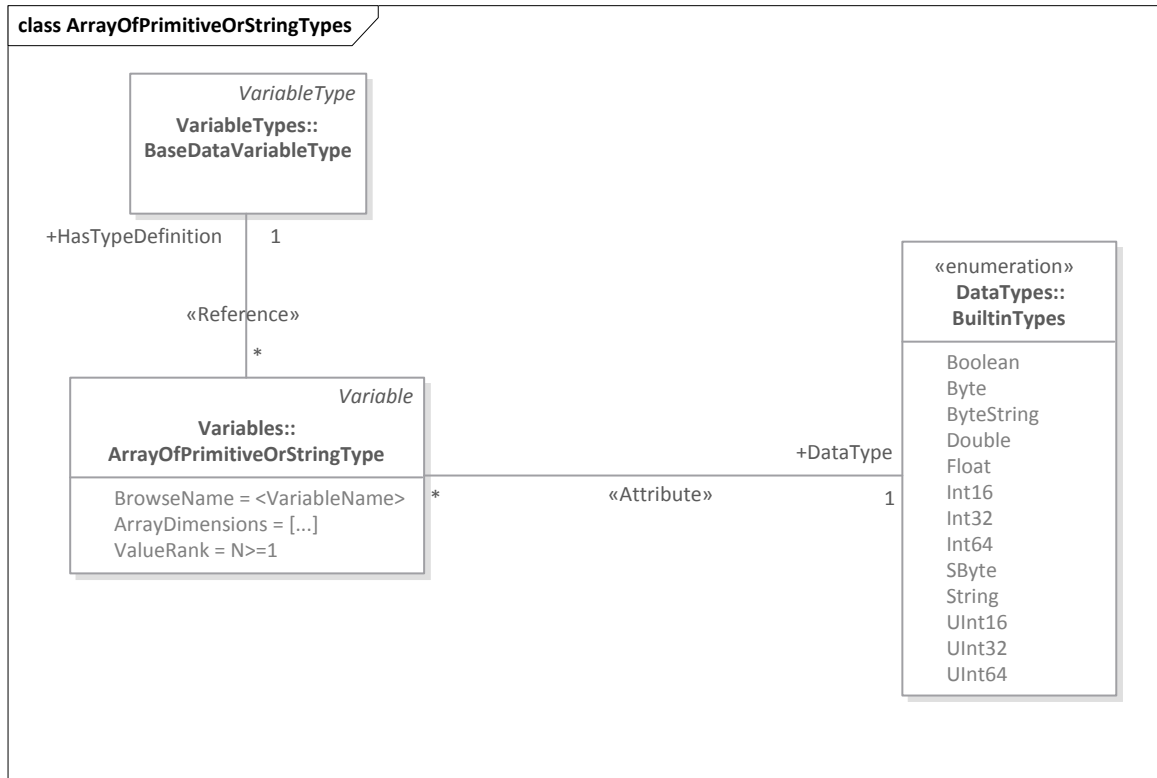 class ArrayOfPrimitiveOrStringTypes
VariableType
VariableTypes::
BaseDataVariableType
+HasTypeDefinition
1
«Reference»
*
Variable
Variables::
ArrayOfPrimitiveOrStringType
BrowseName = <VariableName>
ArrayDimensions = [...]
ValueRank = N>=1
*
«Attribute»
+DataType
1
«enumeration»
DataTypes::
BuiltinTypes
Boolean
Byte
ByteString
Double
Float
Int16
Int32
Int64
SByte
String
UInt16
UInt32
UInt64